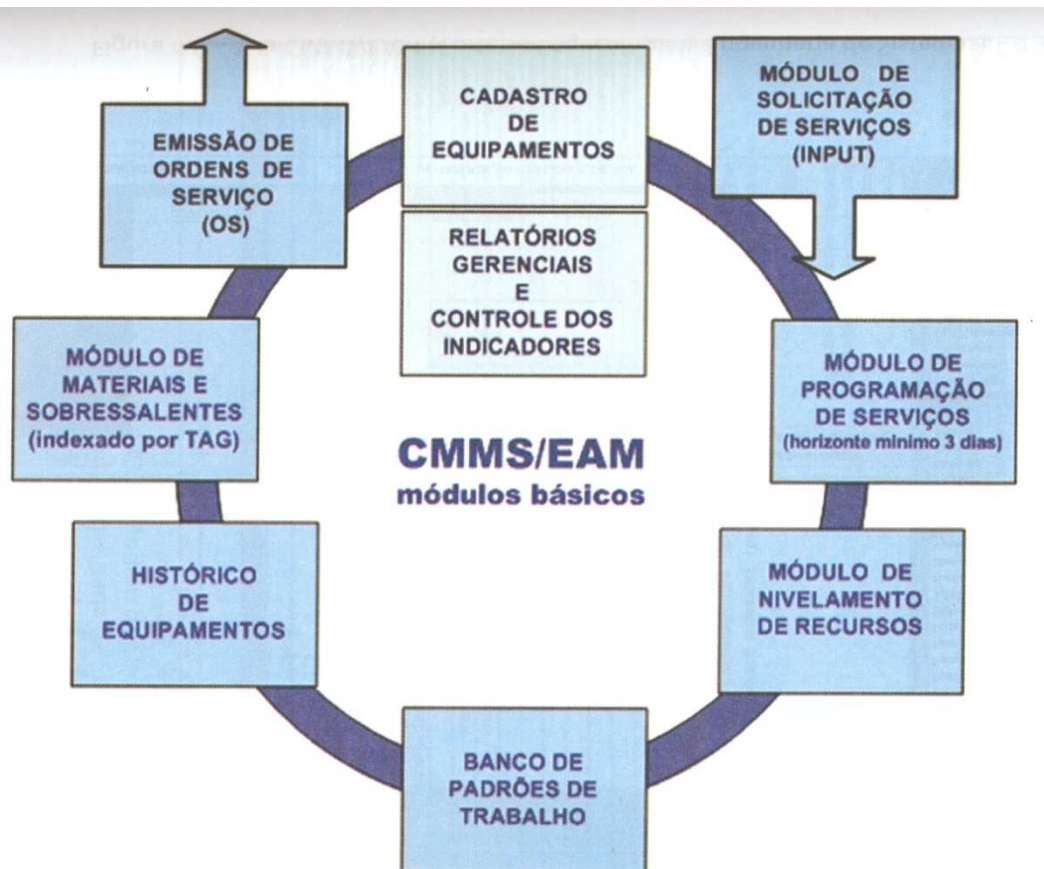 CADASTRO
DE
EQUIPAMENTOS
RELATÓRIOS
GERENCIAIS
E
CONTROLE DOS
INDICADORES
MÓDULO DE
SOLICITAÇÃO
DE SERVIÇOS
(INPUT)
MÓDULO DE
PROGRAMAÇÃO
DE SERVIÇOS
(horizonte mínimo 3 dias)
MÓDULO DE
NIVELAMENTO
DE RECURSOS
BANCO DE
PADRÕES DE
TRABALHO
HISTÓRICO
DE
EQUIPAMENTOS
MÓDULO DE
MATERIAIS E
SOBRESSALENTES
(indexado por TAG)
EMISSÃO DE
ORDENS DE
SERVIÇO
(OS)
CMMS/EAM
módulos básicos